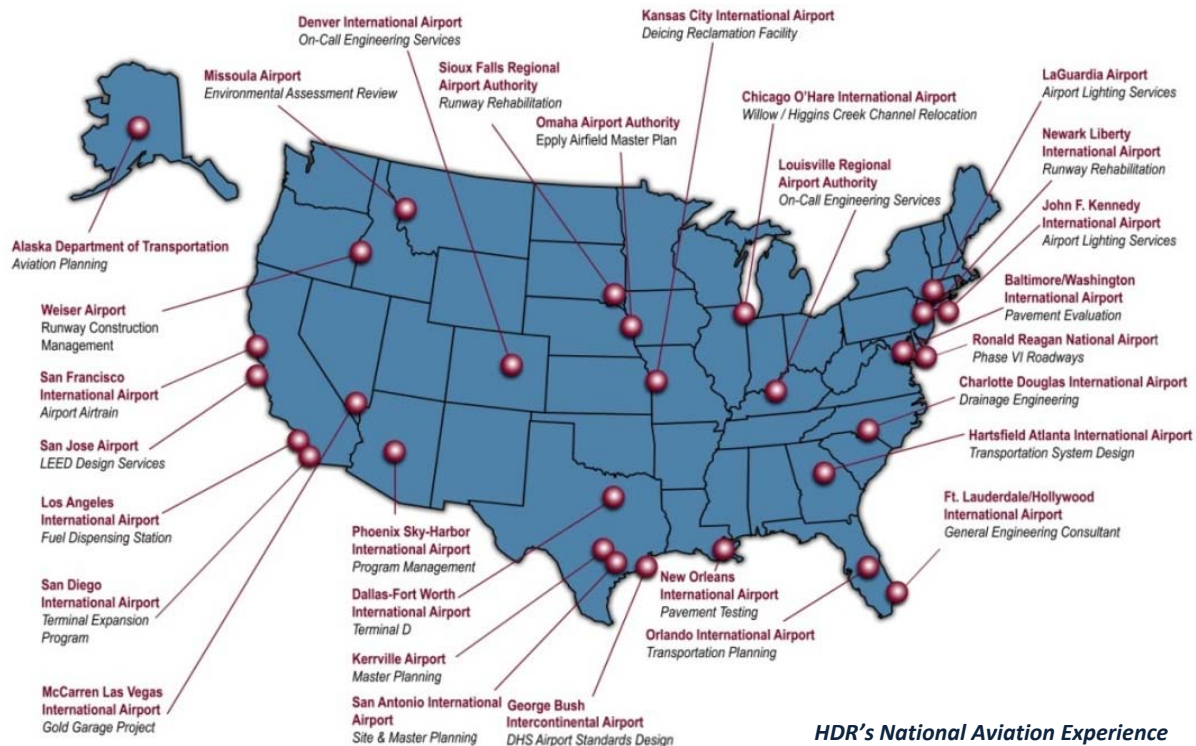 Denver International Airport
On-Call Engineering Services
Kansas City International Airport
Deicing Reclamation Facility
Missoula Airport
Environmental Assessment Review
Sioux Falls Regional
Airport Authority
Runway Rehabilitation
Omaha Airport Authority
Epply Airfield Master Plan
Chicago O'Hare International Airport
Willow / Higgins Creek Channel Relocation
Louisville Regional
Airport Authority
On-Call Engineering Services
LaGuardia Airport
Airport Lighting Services
Newark Liberty
International Airport
Runway Rehabilitation
John F. Kennedy
International Airport
Airport Lighting Services
Baltimore/Washington
International Airport
Pavement Evaluation
Ronald Reagan National Airport
Phase VI Roadways
Charlotte Douglas International Airport
Drainage Engineering
Hartsfield Atlanta International Airport
Transportation System Design
Ft. Lauderdale/Hollywood
International Airport
General Engineering Consultant
Alaska Department of Transportation
Aviation Planning
Weiser Airport
Runway Construction
Management
San Francisco
International Airport
Airport Airtrain
San Jose Airport
LEED Design Services
Los Angeles
International Airport
Fuel Dispensing Station
San Diego
International Airport
Terminal Expansion
Program
McCarren Las Vegas
International Airport
Gold Garage Project
Phoenix Sky-Harbor
International Airport
Program Management
Dallas-Fort Worth
International Airport
Terminal D
Kerrville Airport
Master Planning
San Antonio International
Airport
Site & Master Planning
George Bush
Intercontinental Airport
DHS Airport Standards Design
New Orleans
International Airport
Pavement Testing
Orlando International Airport
Transportation Planning
HDR's National Aviation Experience